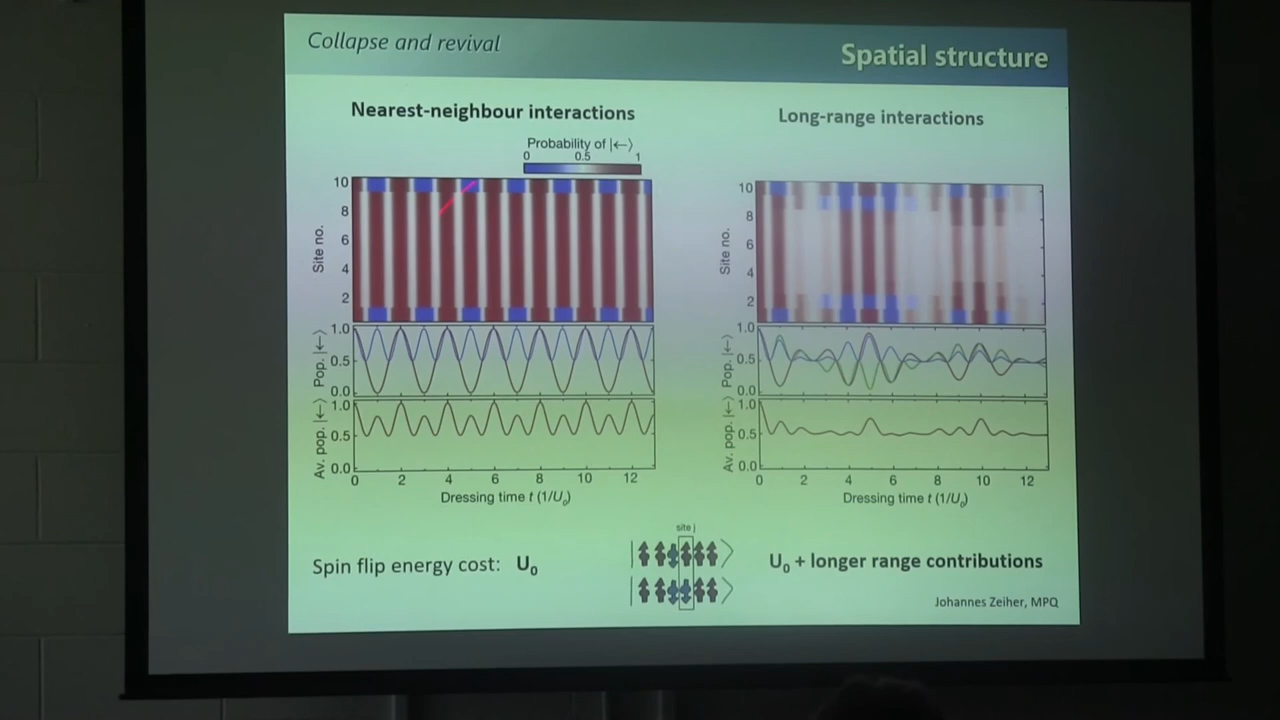 Collapse and revival
Spatial structure
Nearest-neighbour interactions
Long-range interactions
Probability of |←⟩
0 0.5 1
10
8
6
4
2
Site no.
1.0
0.5
0.0
Pop. |←⟩
1.0
0.5
0.0
Av. pop. |←⟩
0 2 4 6 8 10 12
Dressing time t (1/U₀)
10
8
6
4
2
Site no.
1.0
0.5
0.0
Pop. |←⟩
1.0
0.5
0.0
Av. pop. |←⟩
0 2 4 6 8 10 12
Dressing time t (1/U₀)
site j
Spin flip energy cost: U₀
U₀ + longer range contributions
Johannes Zeiher, MPQ